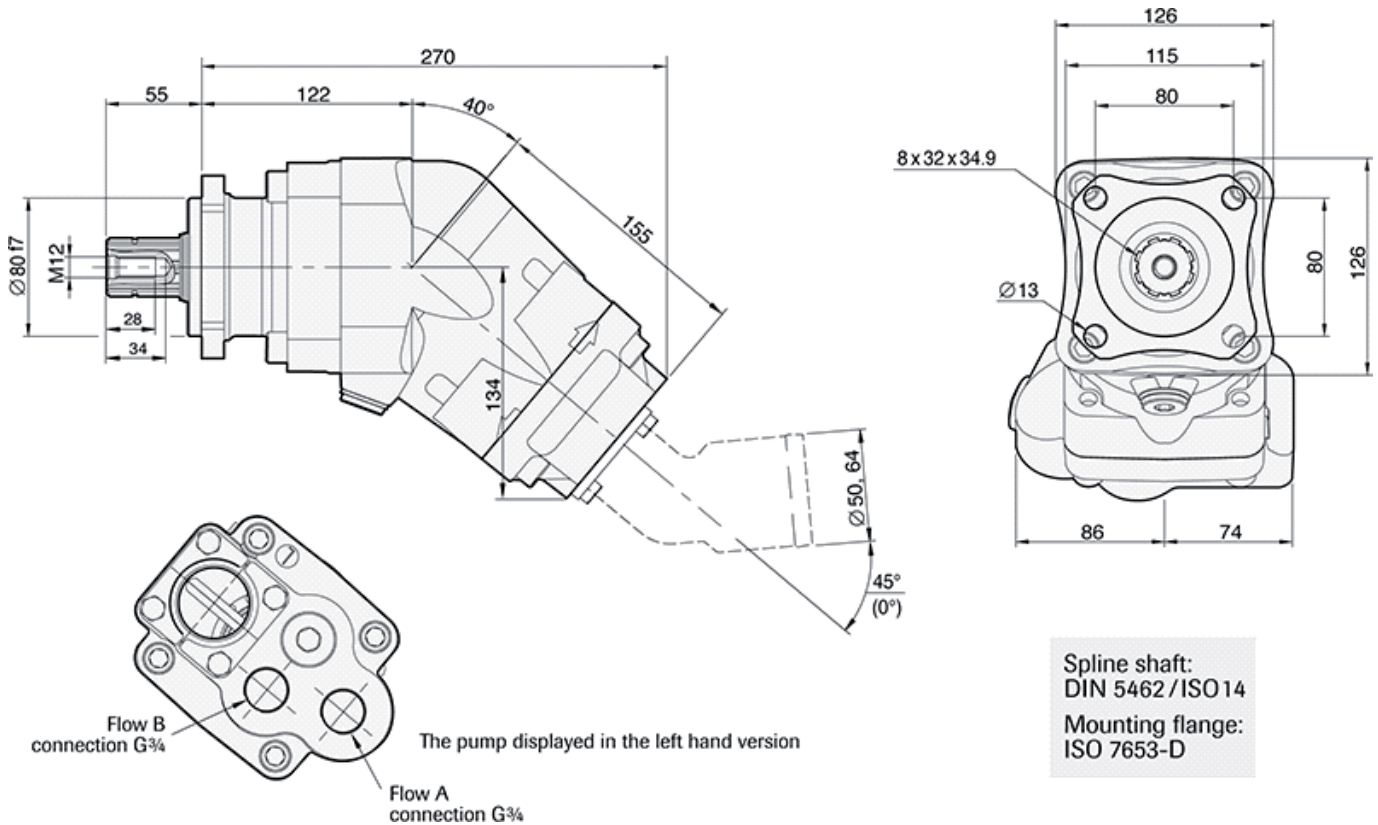 270
55
122
40°
155
Ø80 f7
M12
28
34
134
Ø50, 64
45°
(0°)
126
115
80
8 x 32 x 34.9
Ø13
80
126
86
74
Flow B
connection G¾
The pump displayed in the left hand version
Flow A
connection G¾
Spline shaft:
DIN 5462/ISO14
Mounting flange:
ISO 7653-D